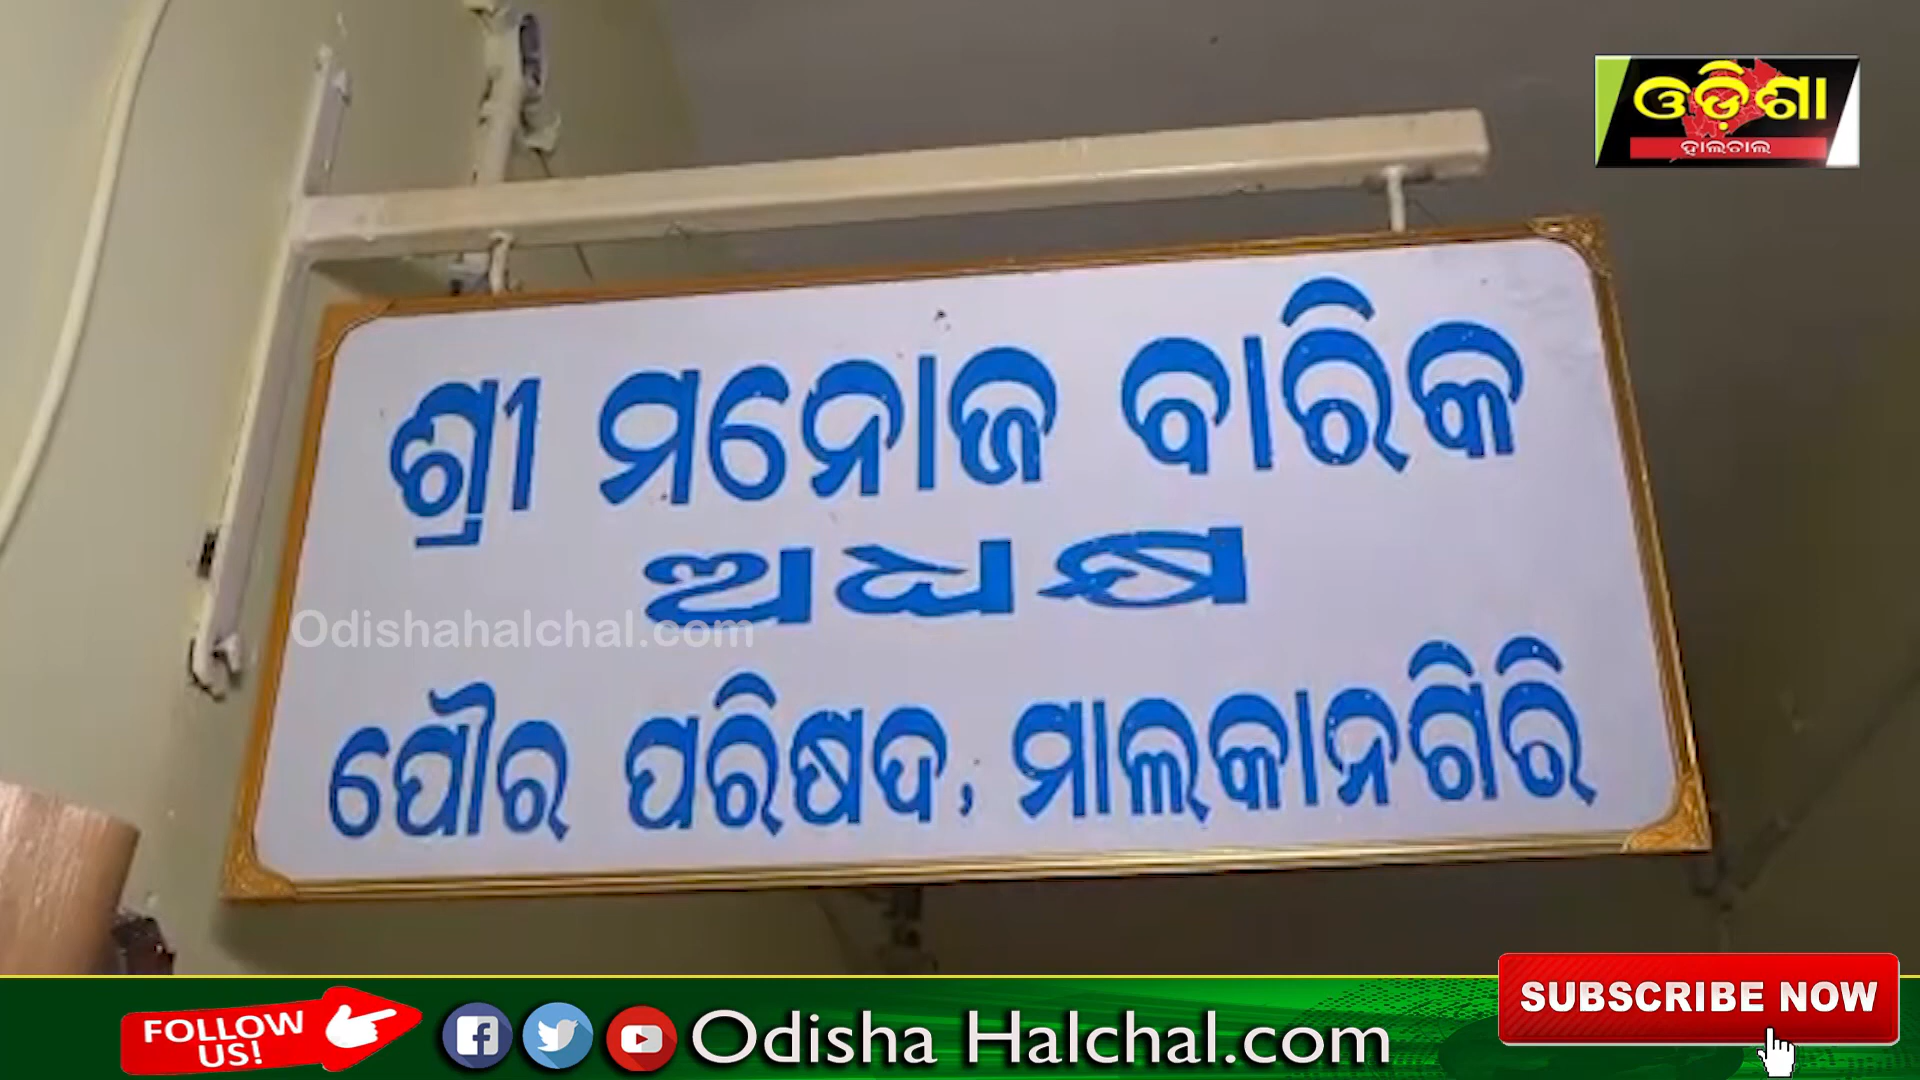 ଓଡ଼ିଶା
ହାଲଚାଲ
ଶ୍ରୀ ମନୋଜ ବାରିକ
ଅଧ୍ୟକ୍ଷ
Odishahalchal.com
ପୌର ପରିଷଦ, ମାଲକାନଗିରି
FOLLOW US!
Odisha Halchal.com
SUBSCRIBE NOW